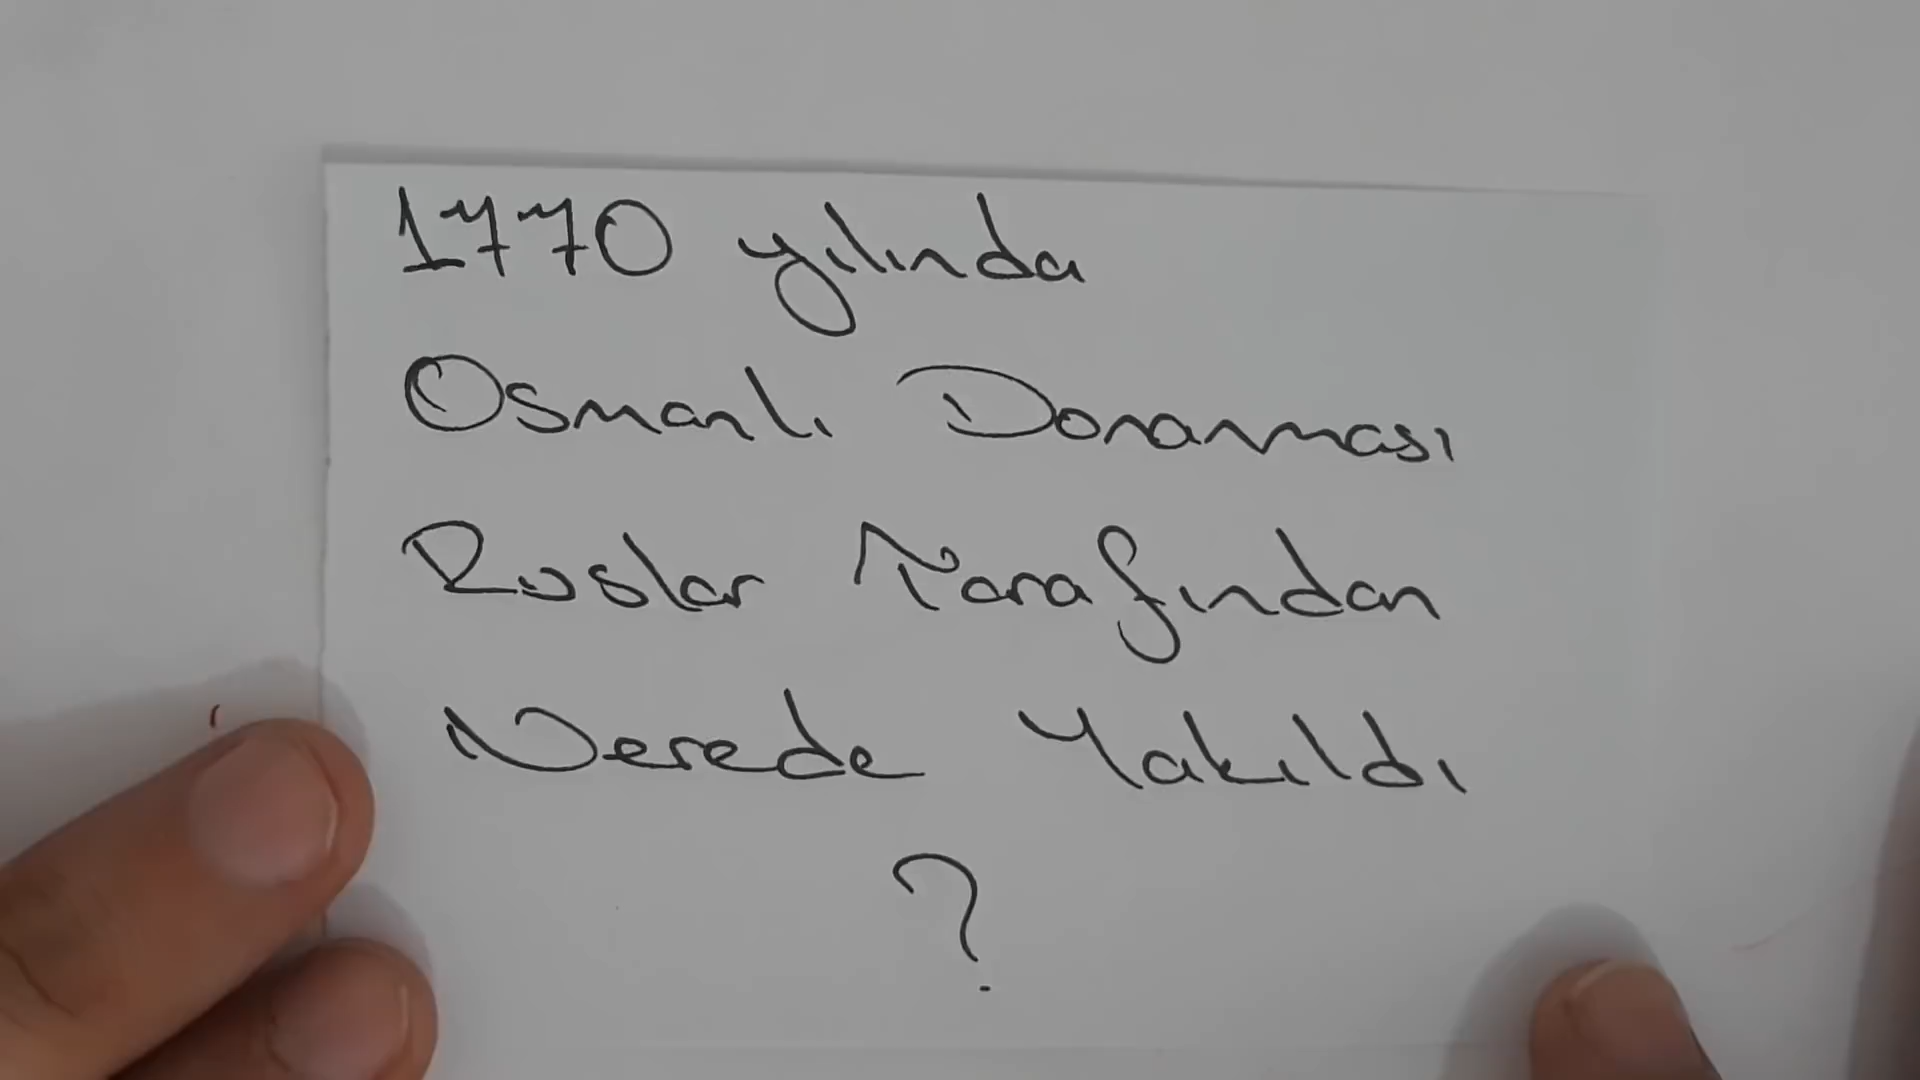 1770 yılında
Osmanlı Donanması
Ruslar Tarafından
Nerede Yakıldı
?